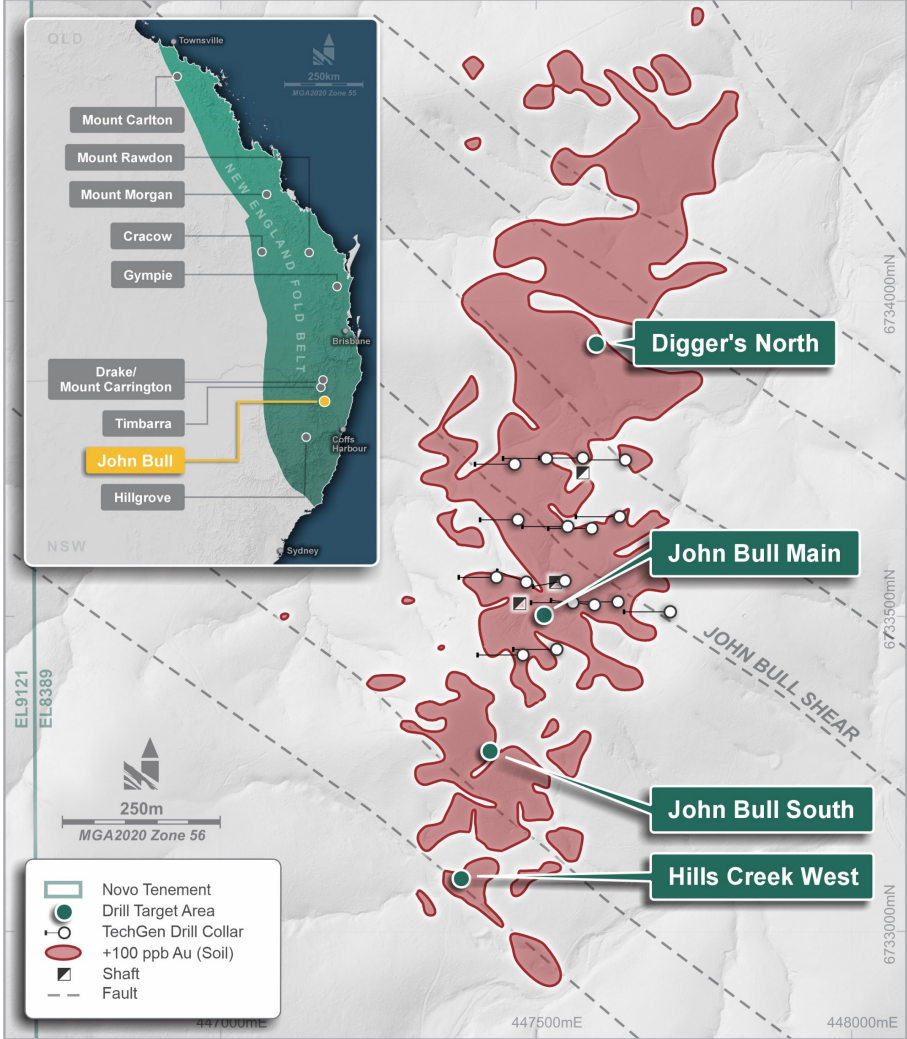 QLD
Townsville
250km
MGA2020 Zone 55
Mount Carlton
Mount Rawdon
Mount Morgan
Cracow
Gympie
NEW ENGLAND FOLD BELT
Brisbane
Drake/
Mount Carrington
Timbarra
John Bull
Coffs
Harbour
Hillgrove
NSW
Sydney
6734000mN
Digger's North
John Bull Main
6733500mN
JOHN BULL SHEAR
EL9121
EL8389
250m
MGA2020 Zone 56
John Bull South
Hills Creek West
Novo Tenement
Drill Target Area
TechGen Drill Collar
+100 ppb Au (Soil)
Shaft
Fault
6733000mN
447000mE
447500mE
448000mE